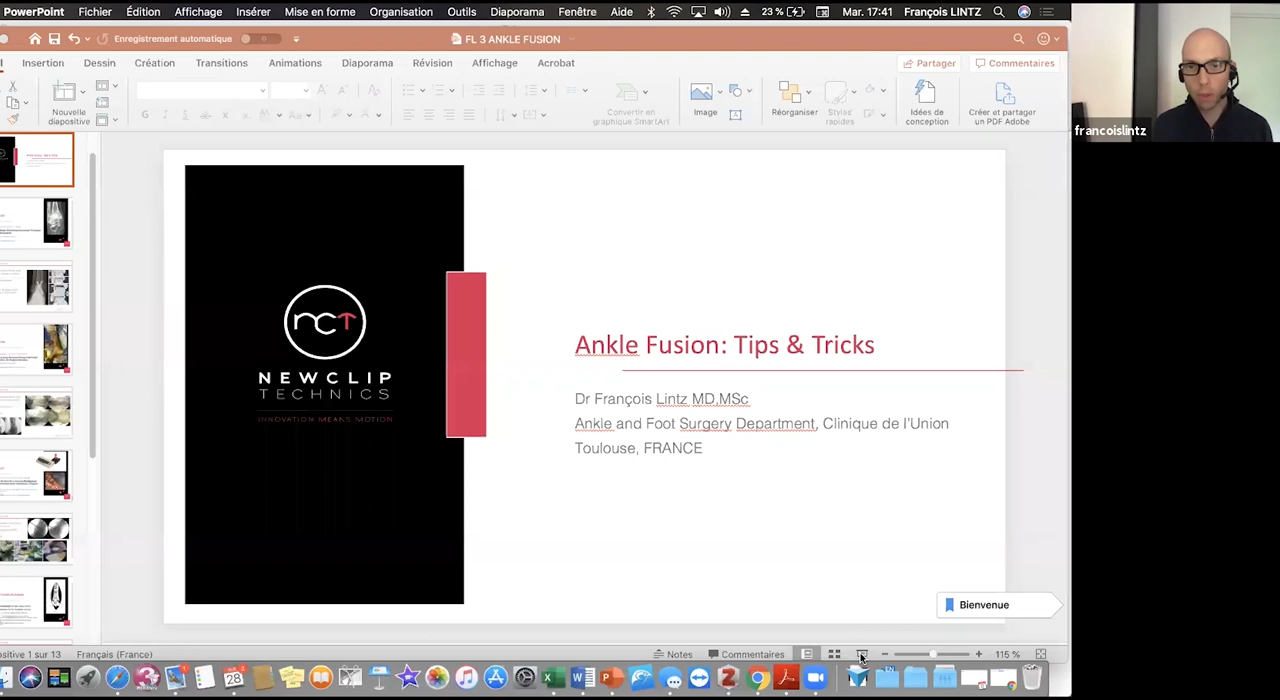 PowerPoint Fichier Édition Affichage Insérer Mise en forme Organisation Outils Diaporama Fenêtre Aide 23 % Mar. 17:41 François LINTZ
Enregistrement automatique FL 3 ANKLE FUSION
Insertion Dessin Création Transitions Animations Diaporama Révision Affichage Acrobat Partager Commentaires
Nouvelle
diapositive
Convertir en
graphique SmartArt
Image
Réorganiser
Styles
rapides
Idées de
conception
Créer et partager
un PDF Adobe
francoislintz
nct
NEWCLIP
TECHNICS
INNOVATION MEANS MOTION
Ankle Fusion: Tips & Tricks
Dr François Lintz MD,MSc
Ankle and Foot Surgery Department, Clinique de l'Union
Toulouse, FRANCE
Bienvenue
ositive 1 sur 13 Français (France) Notes Commentaires 115 %
28